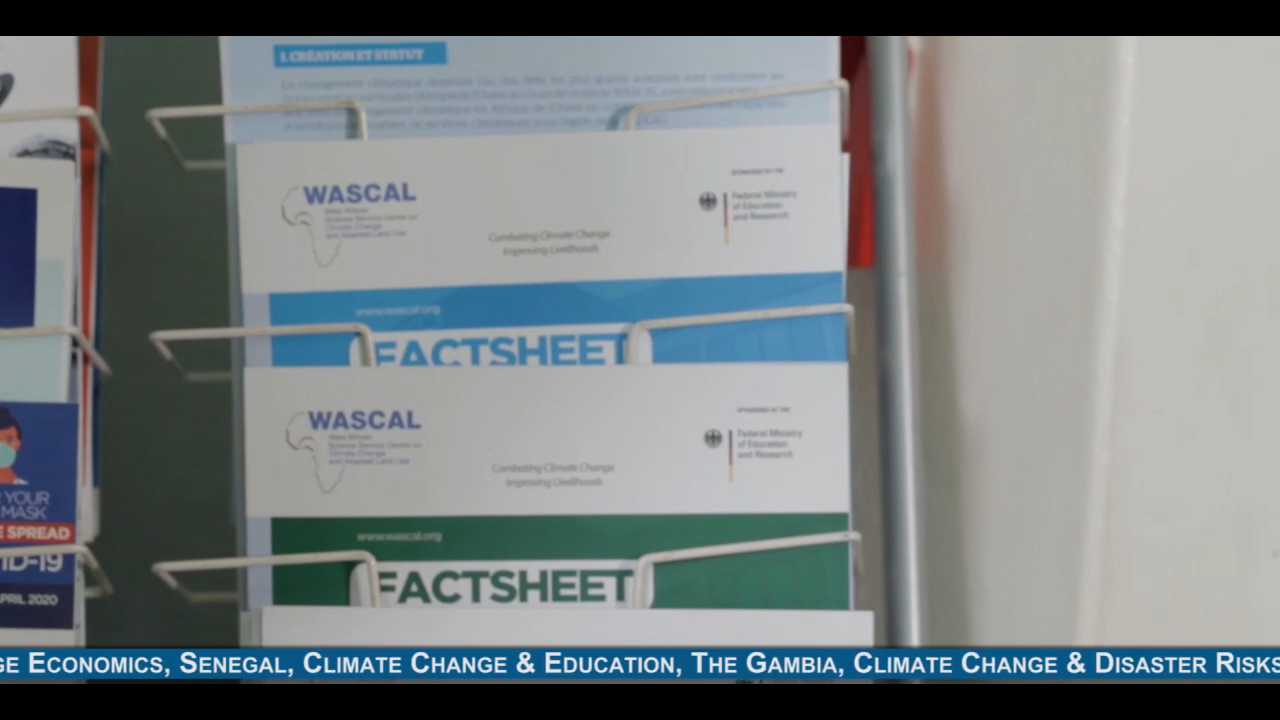 I. CRÉATION ET STATUT
WASCAL
West African
Science Service Centre on
Climate Change
and Adapted Land Use
Combating Climate Change,
Improving Livelihoods
SPONSORED BY THE
Federal Ministry
of Education
and Research
www.wascal.org
FACTSHEET
WASCAL
West African
Science Service Centre on
Climate Change
and Adapted Land Use
Combating Climate Change,
Improving Livelihoods
SPONSORED BY THE
Federal Ministry
of Education
and Research
www.wascal.org
FACTSHEET
YOUR
MASK
SPREAD
ID-19
APRIL 2020
GE ECONOMICS, SENEGAL, CLIMATE CHANGE & EDUCATION, THE GAMBIA, CLIMATE CHANGE & DISASTER RISKS